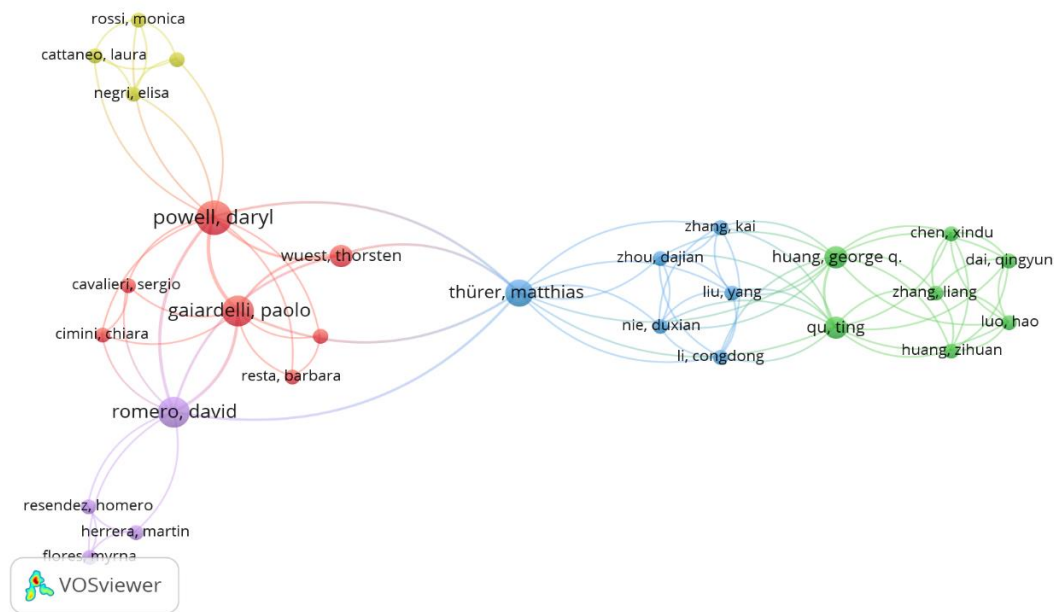 rossi, monica
cattaneo, laura
negri, elisa
powell, daryl
wuest, thorsten
cavalieri, sergio
gaiardelli, paolo
cimini, chiara
resta, barbara
romero, david
resendez, homero
herrera, martin
flores, myrna
thürer, matthias
zhang, kai
zhou, dajian
liu, yang
nie, duxian
li, congdong
huang, george q.
qu, ting
chen, xindu
dai, qingyun
zhang, liang
luo, hao
huang, zihuan
VOSviewer